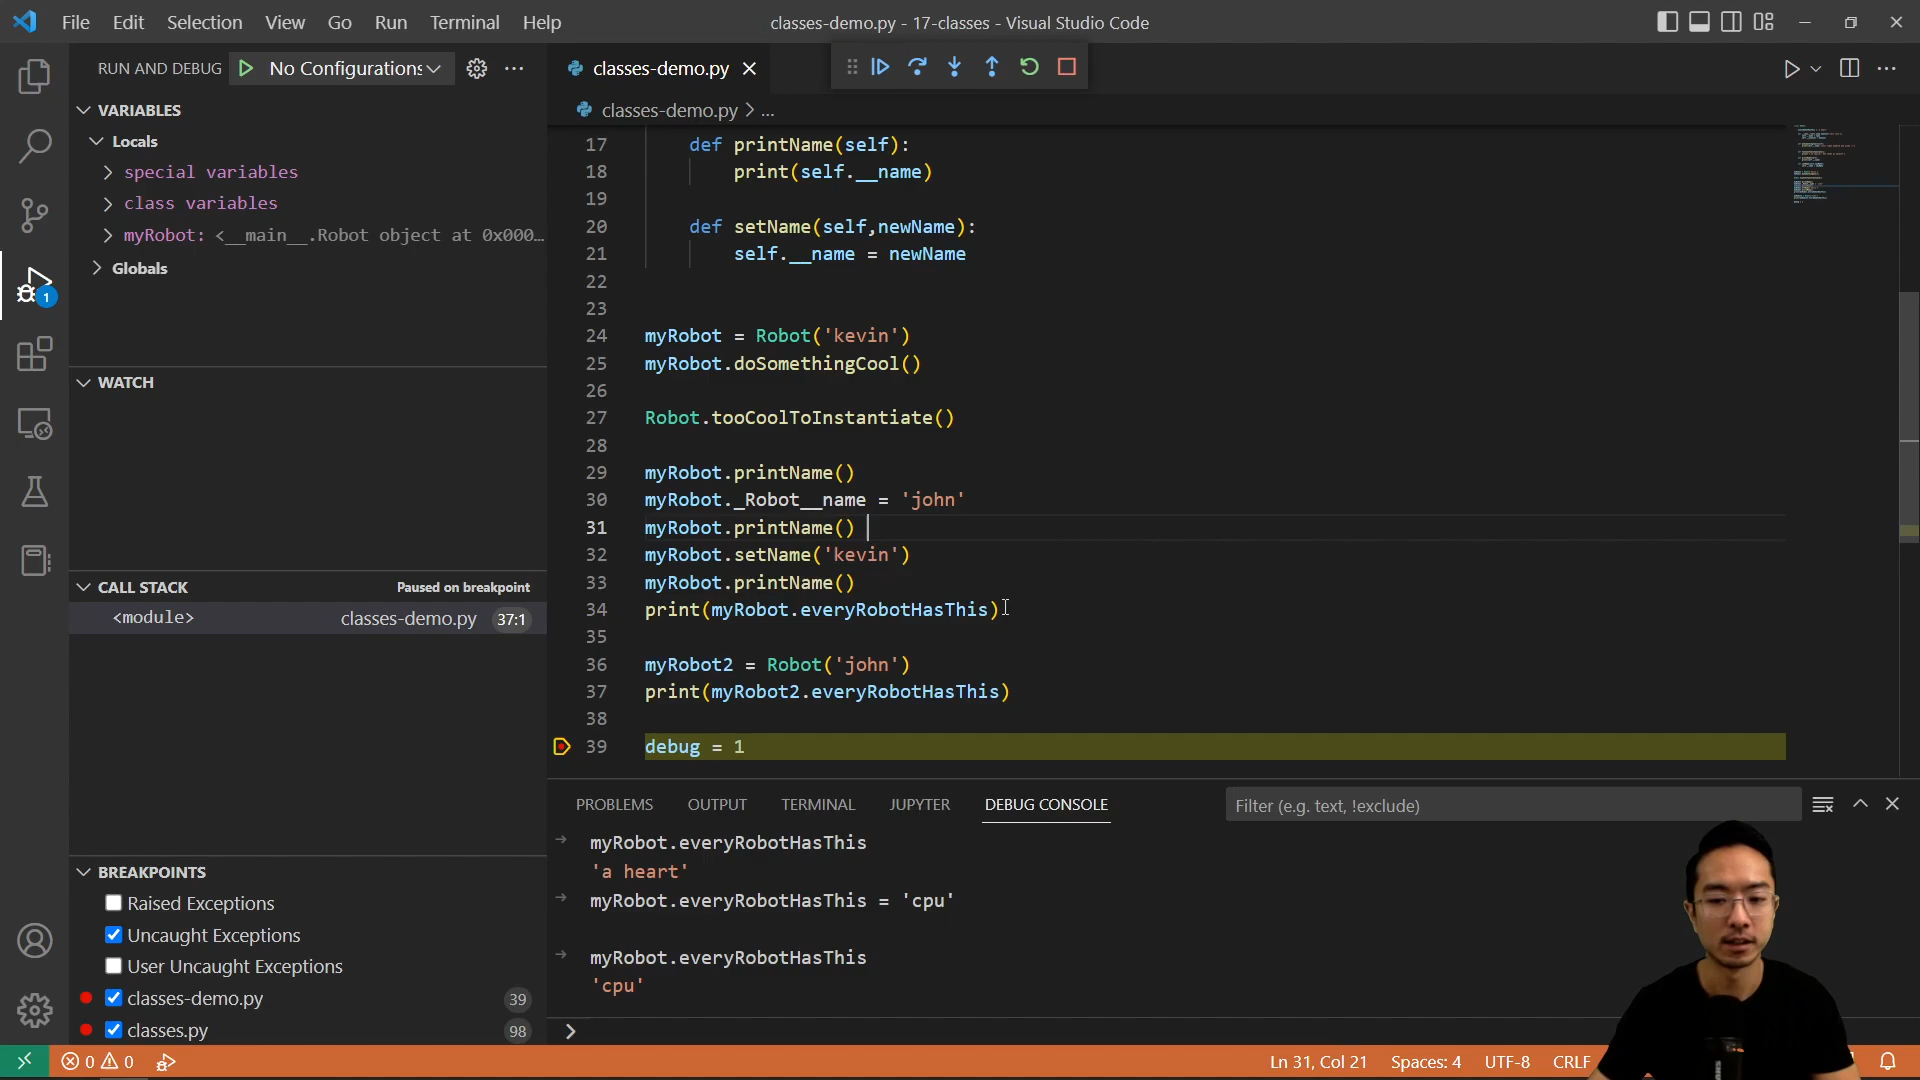 File Edit Selection View Go Run Terminal Help
classes-demo.py - 17-classes - Visual Studio Code
RUN AND DEBUG
No Configurations
classes-demo.py
classes-demo.py > ...
VARIABLES
Locals
special variables
class variables
myRobot: <__main__.Robot object at 0x000...
Globals
WATCH
CALL STACK
Paused on breakpoint
<module>
classes-demo.py
37:1
BREAKPOINTS
Raised Exceptions
Uncaught Exceptions
User Uncaught Exceptions
classes-demo.py
39
classes.py
98
1
17 def printName(self):
18 print(self.__name)
19
20 def setName(self,newName):
21 self.__name = newName
22
23
24 myRobot = Robot('kevin')
25 myRobot.doSomethingCool()
26
27 Robot.tooCoolToInstantiate()
28
29 myRobot.printName()
30 myRobot._Robot__name = 'john'
31 myRobot.printName()
32 myRobot.setName('kevin')
33 myRobot.printName()
34 print(myRobot.everyRobotHasThis)
35
36 myRobot2 = Robot('john')
37 print(myRobot2.everyRobotHasThis)
38
39 debug = 1
PROBLEMS OUTPUT TERMINAL JUPYTER DEBUG CONSOLE
Filter (e.g. text, !exclude)
myRobot.everyRobotHasThis
'a heart'
myRobot.everyRobotHasThis = 'cpu'
myRobot.everyRobotHasThis
'cpu'
0 0
Ln 31, Col 21 Spaces: 4 UTF-8 CRLF